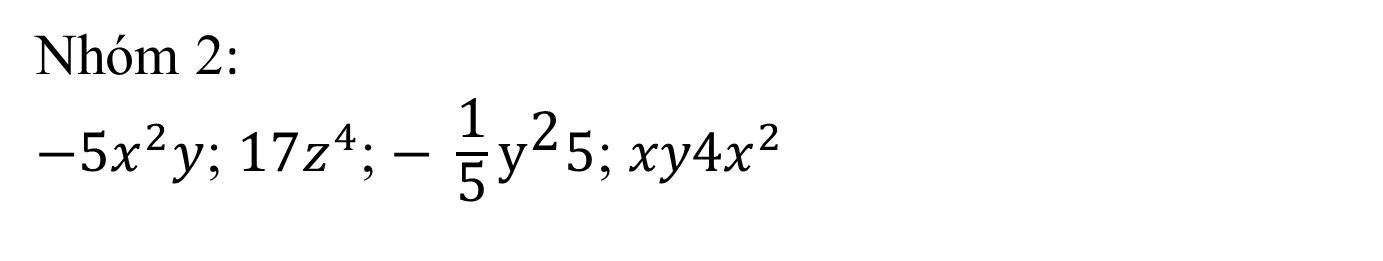 Nhóm 2:
−5x²y; 17z⁴; − 1/5 y²5; xy4x²